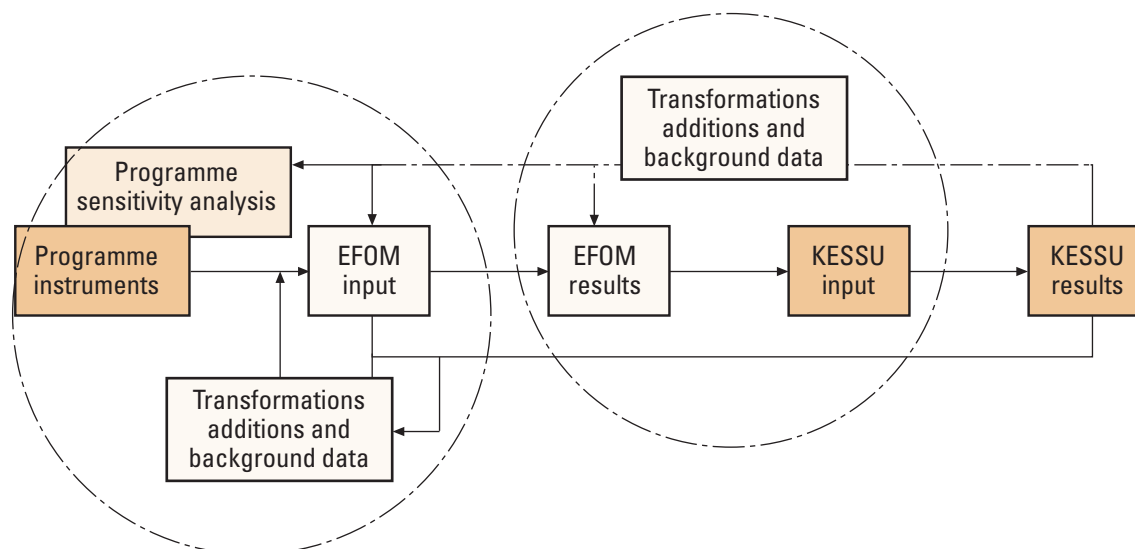 Transformations
additions and
background data
Programme
sensitivity analysis
Programme
instruments
EFOM
input
EFOM
results
KESSU
input
KESSU
results
Transformations
additions and
background data